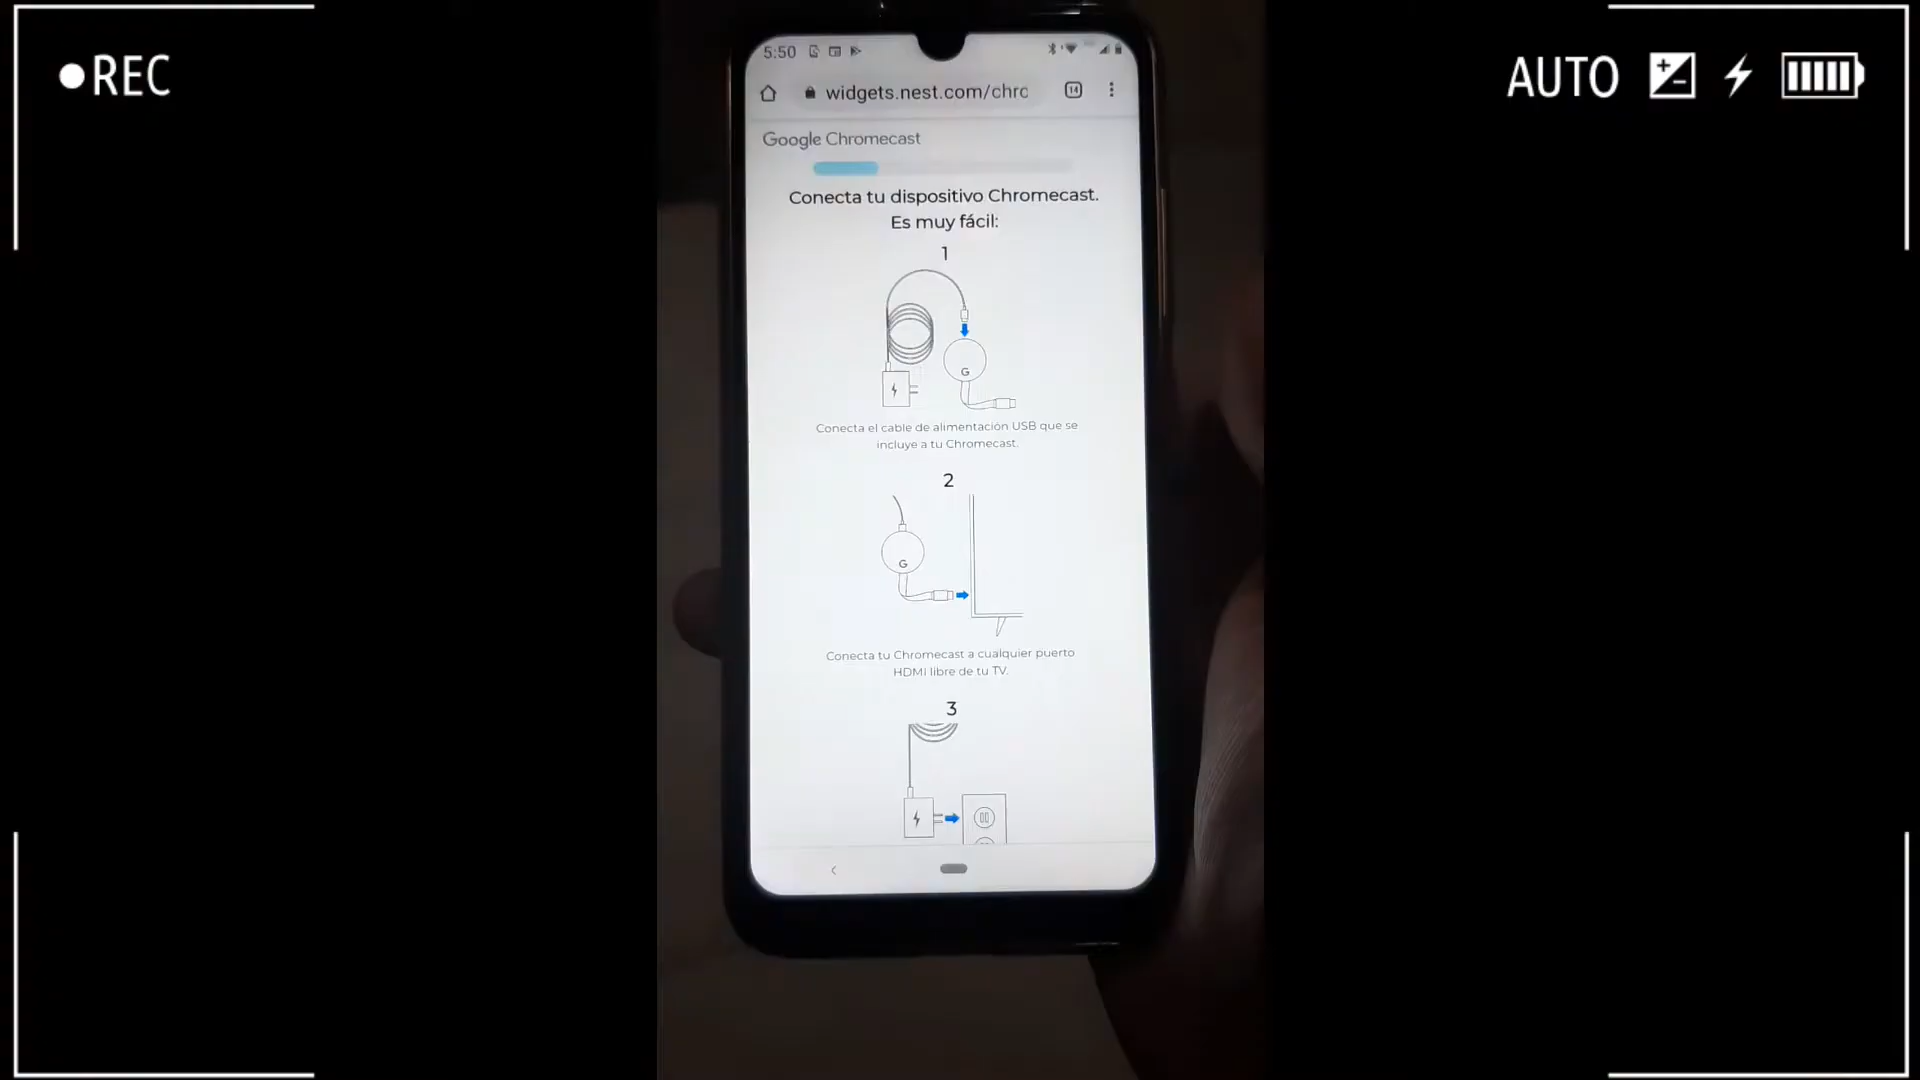 REC
AUTO
5:50
widgets.nest.com/chrc
14
Google Chromecast
Conecta tu dispositivo Chromecast.
Es muy fácil:
1
G
Conecta el cable de alimentación USB que se
incluye a tu Chromecast.
2
G
Conecta tu Chromecast a cualquier puerto
HDMI libre de tu TV.
3